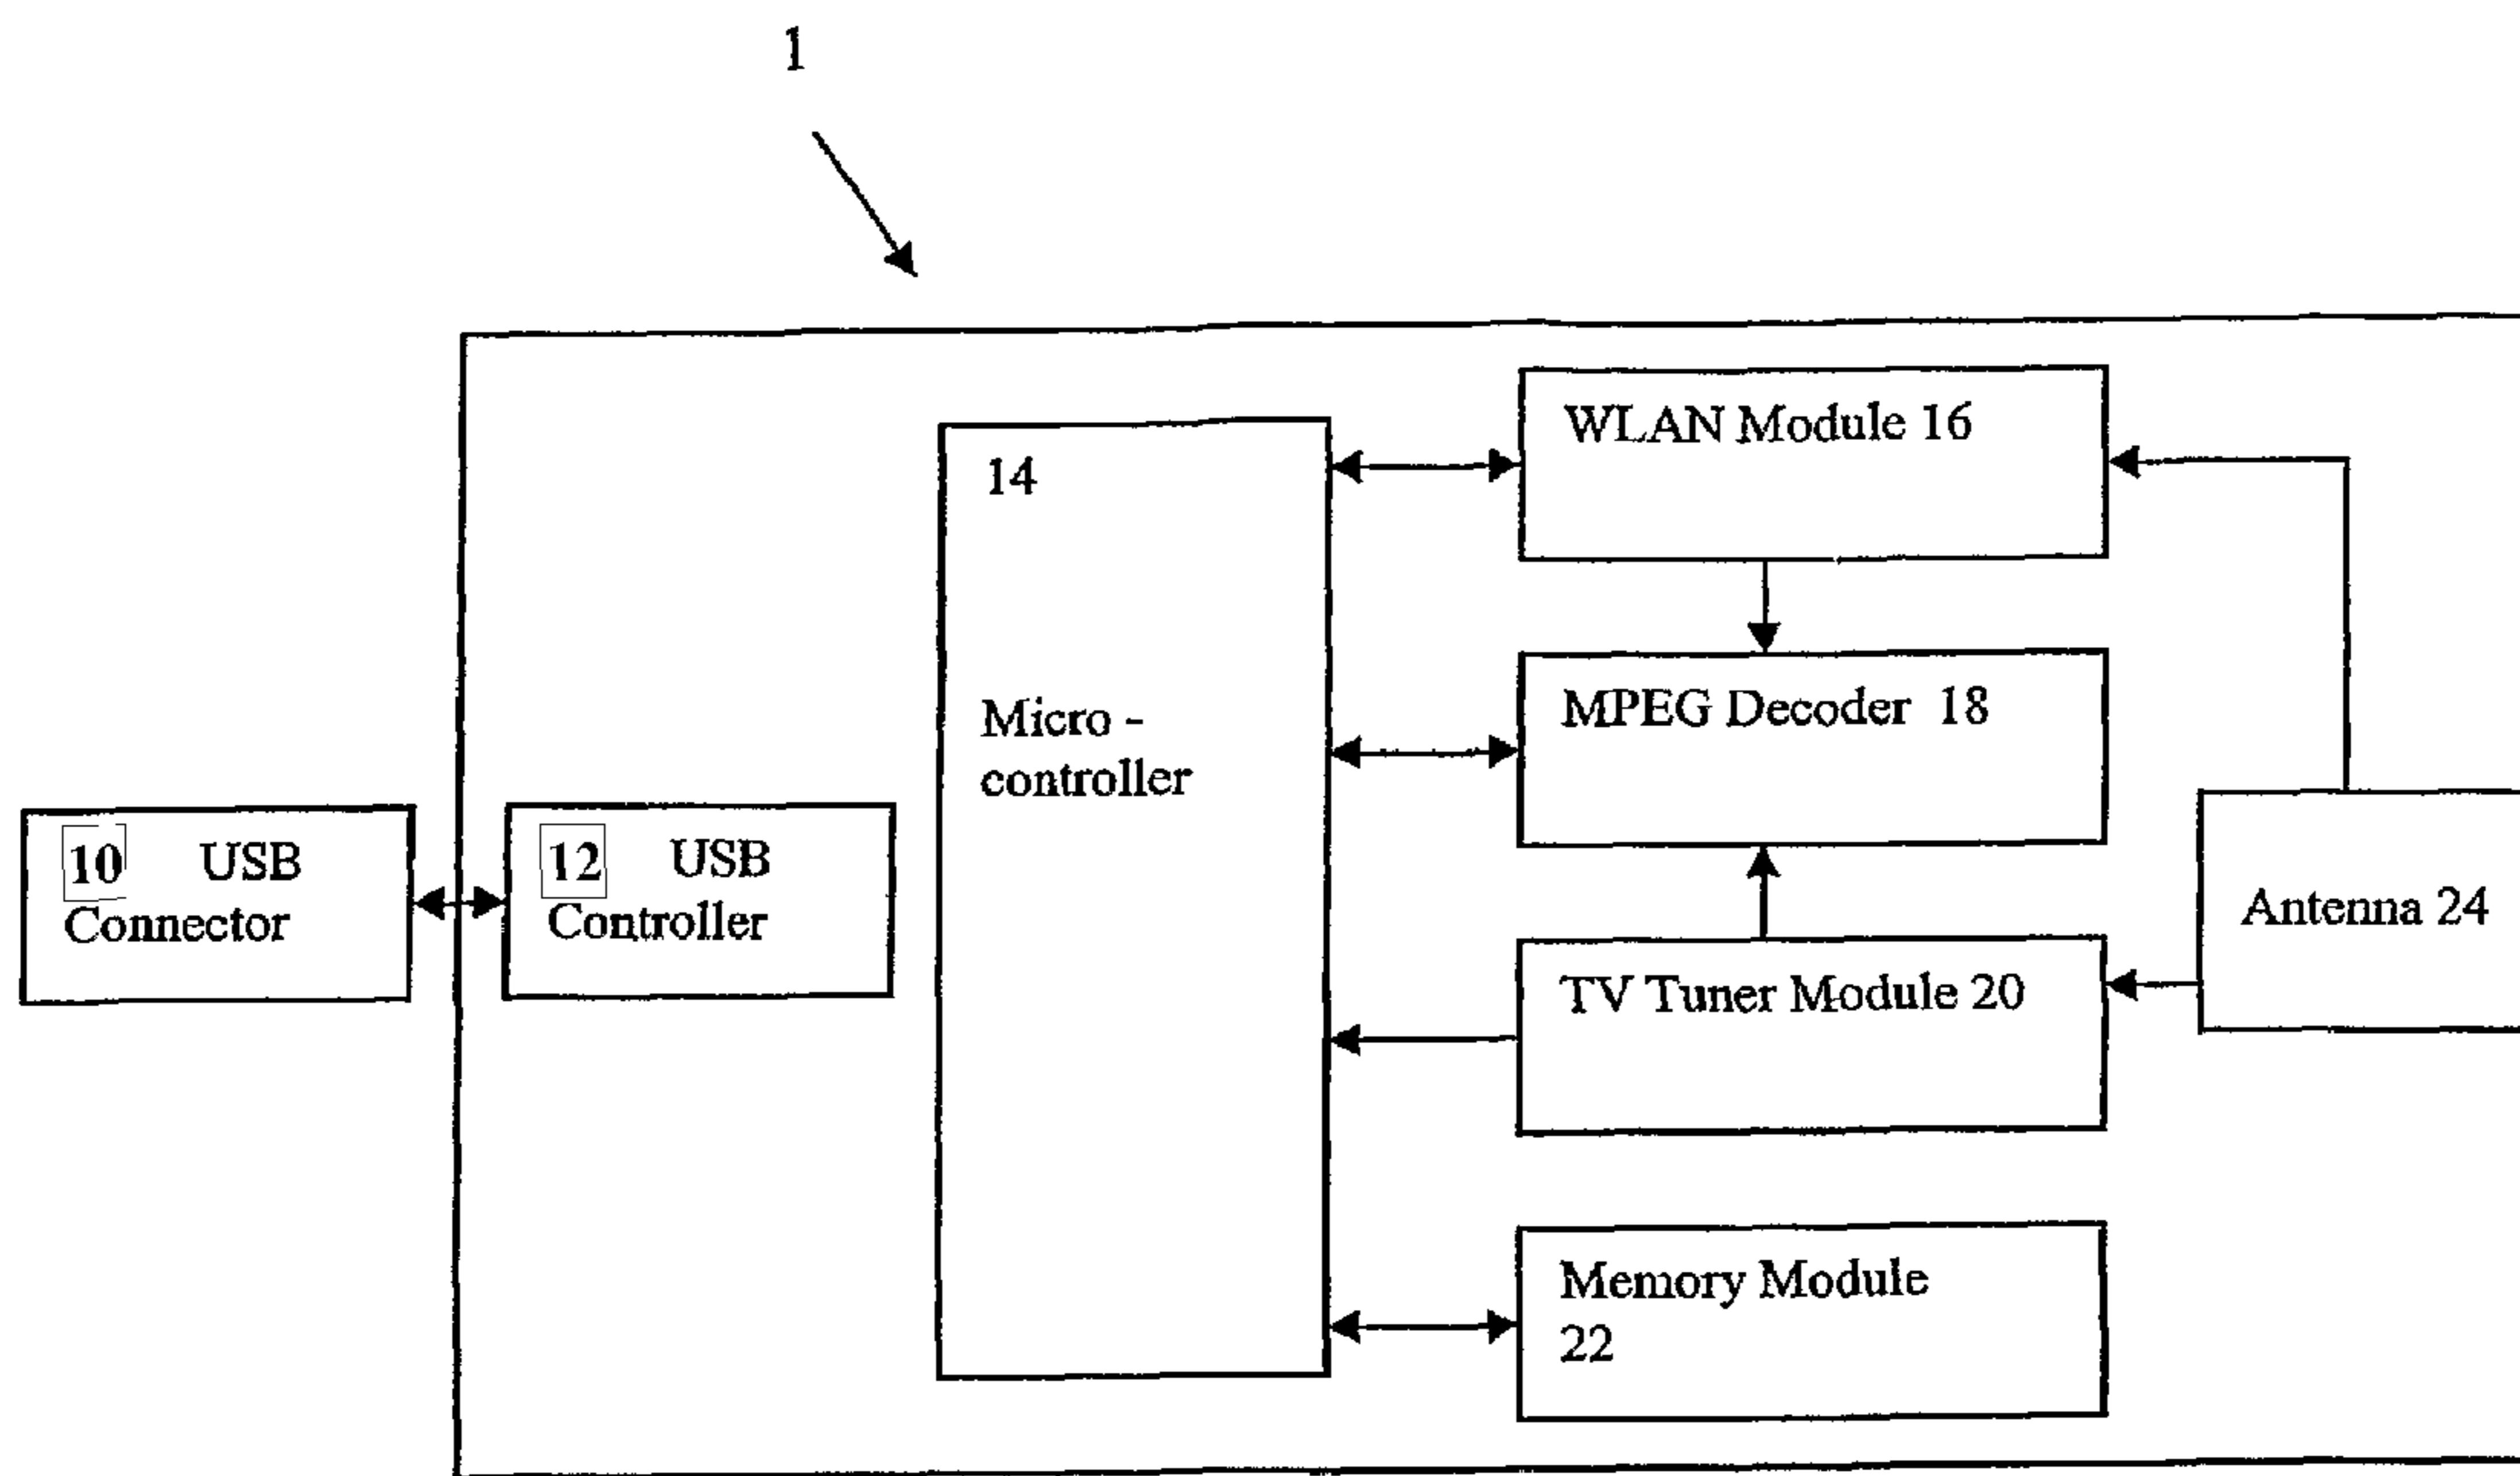 1
WLAN Module 16
14
Micro -
controller
MPEG Decoder 18
10 USB
Connector
12 USB
Controller
Antenna 24
TV Tuner Module 20
Memory Module
22